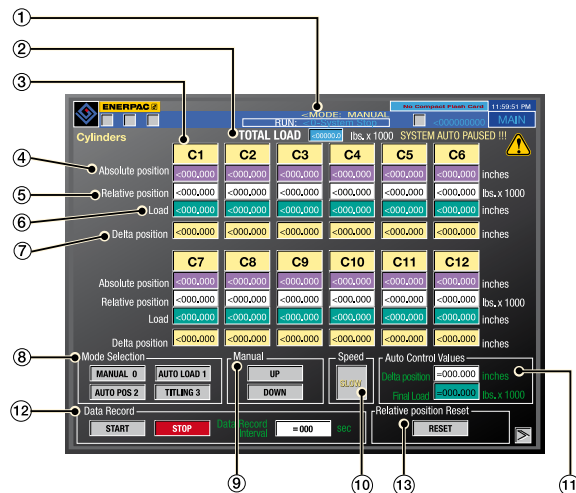 1
2
3
ENERPAC
No Compact Flash Card
11:59:51 PM
<MODE: MANUAL
RUN: <0-System Stop
<000000000
MAIN
Cylinders
TOTAL LOAD <00000.0 lbs. x 1000 SYSTEM AUTO PAUSED !!!
C1 C2 C3 C4 C5 C6
4 Absolute position <000.000 <000.000 <000.000 <000.000 <000.000 <000.000 inches
5 Relative position <000.000 <000.000 <000.000 <000.000 <000.000 <000.000 lbs. x 1000
6 Load <000.000 <000.000 <000.000 <000.000 <000.000 <000.000 inches
7 Delta position <000.000 <000.000 <000.000 <000.000 <000.000 <000.000 inches
C7 C8 C9 C10 C11 C12
Absolute position <000.000 <000.000 <000.000 <000.000 <000.000 <000.000 inches
Relative position <000.000 <000.000 <000.000 <000.000 <000.000 <000.000 lbs. x 1000
Load <000.000 <000.000 <000.000 <000.000 <000.000 <000.000 inches
Delta position <000.000 <000.000 <000.000 <000.000 <000.000 <000.000 inches
8 Mode Selection Manual Speed Auto Control Values
MANUAL 0 AUTO LOAD 1 UP SLOW Delta position =000.000 inches
AUTO POS 2 TITLING 3 DOWN Final Load =000.000 lbs. x 1000
12 Data Record Relative position Reset
START STOP Data Record Interval =000 sec RESET
9 10 13 11